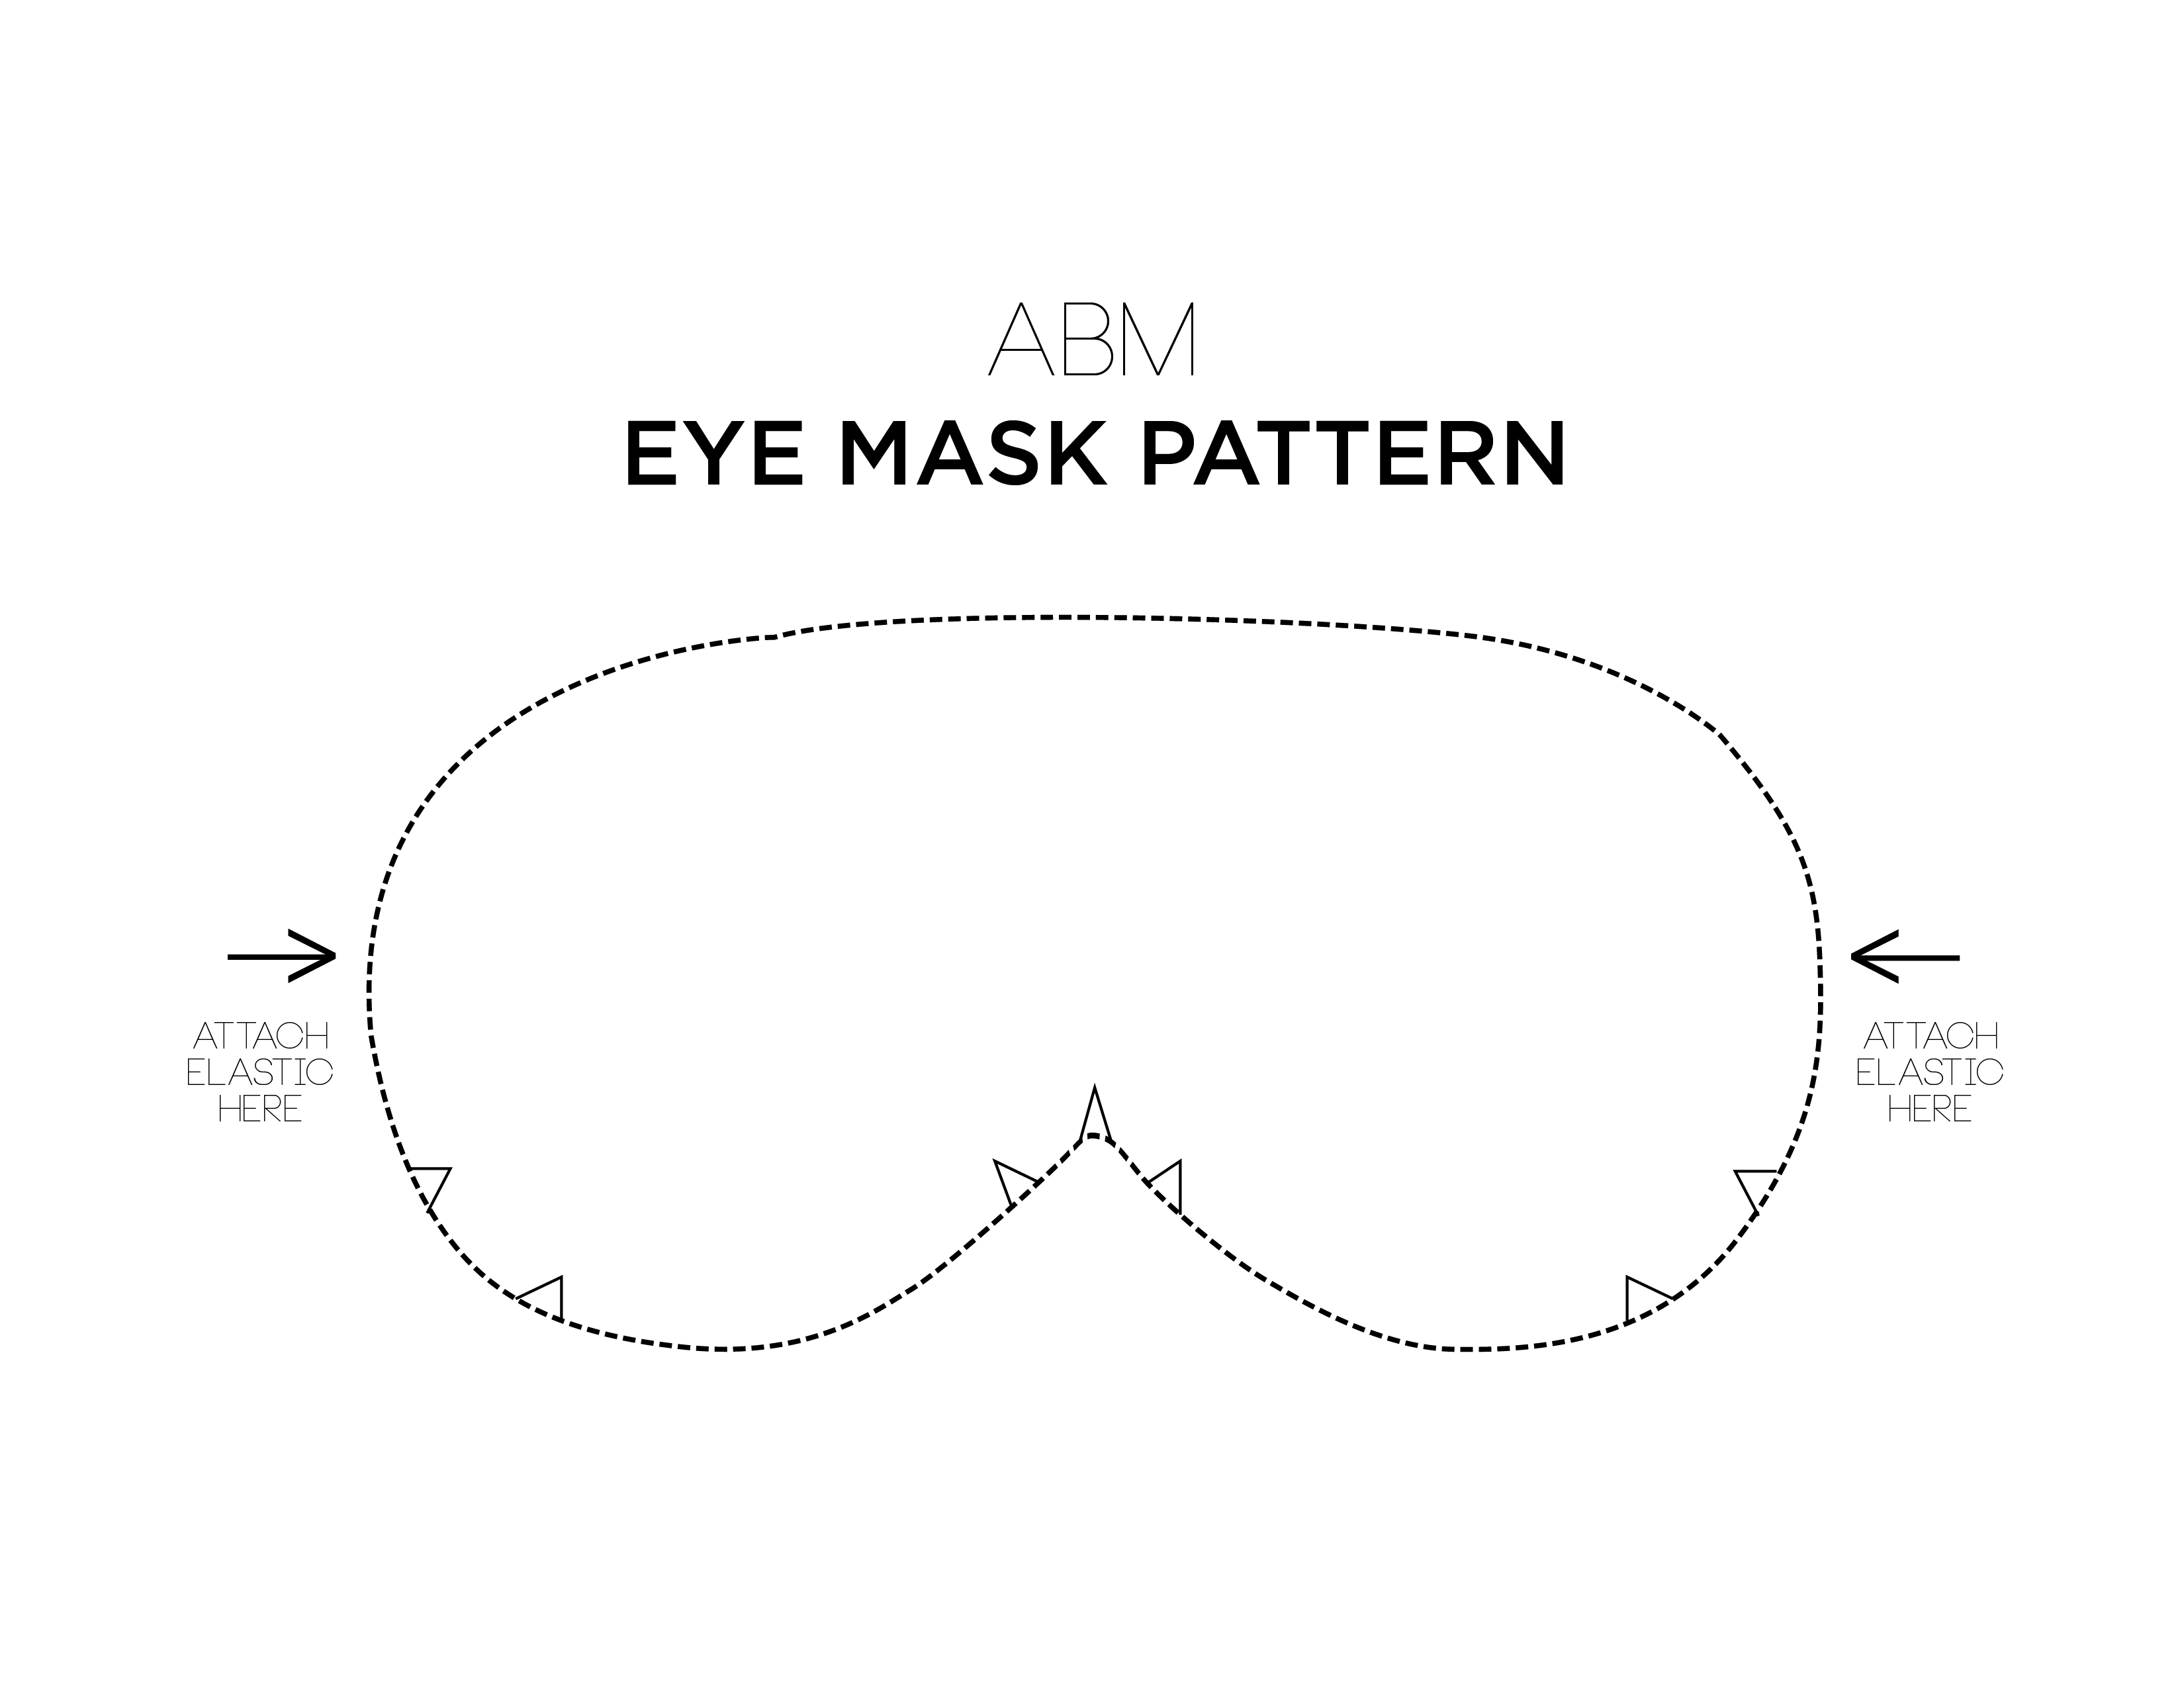 ABM
EYE MASK PATTERN
ATTACH
ELASTIC
HERE
ATTACH
ELASTIC
HERE